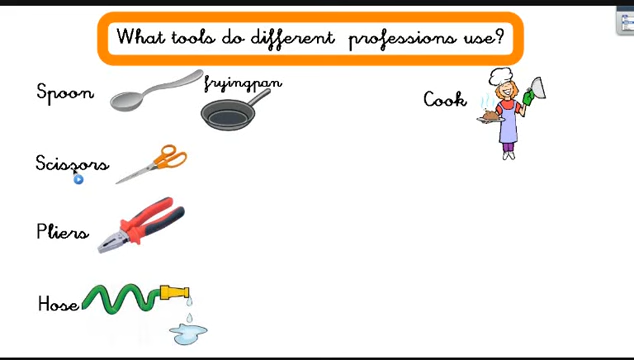 What tools do different professions use?
Spoon
fryingpan
Cook
Scissors
Pliers
Hose